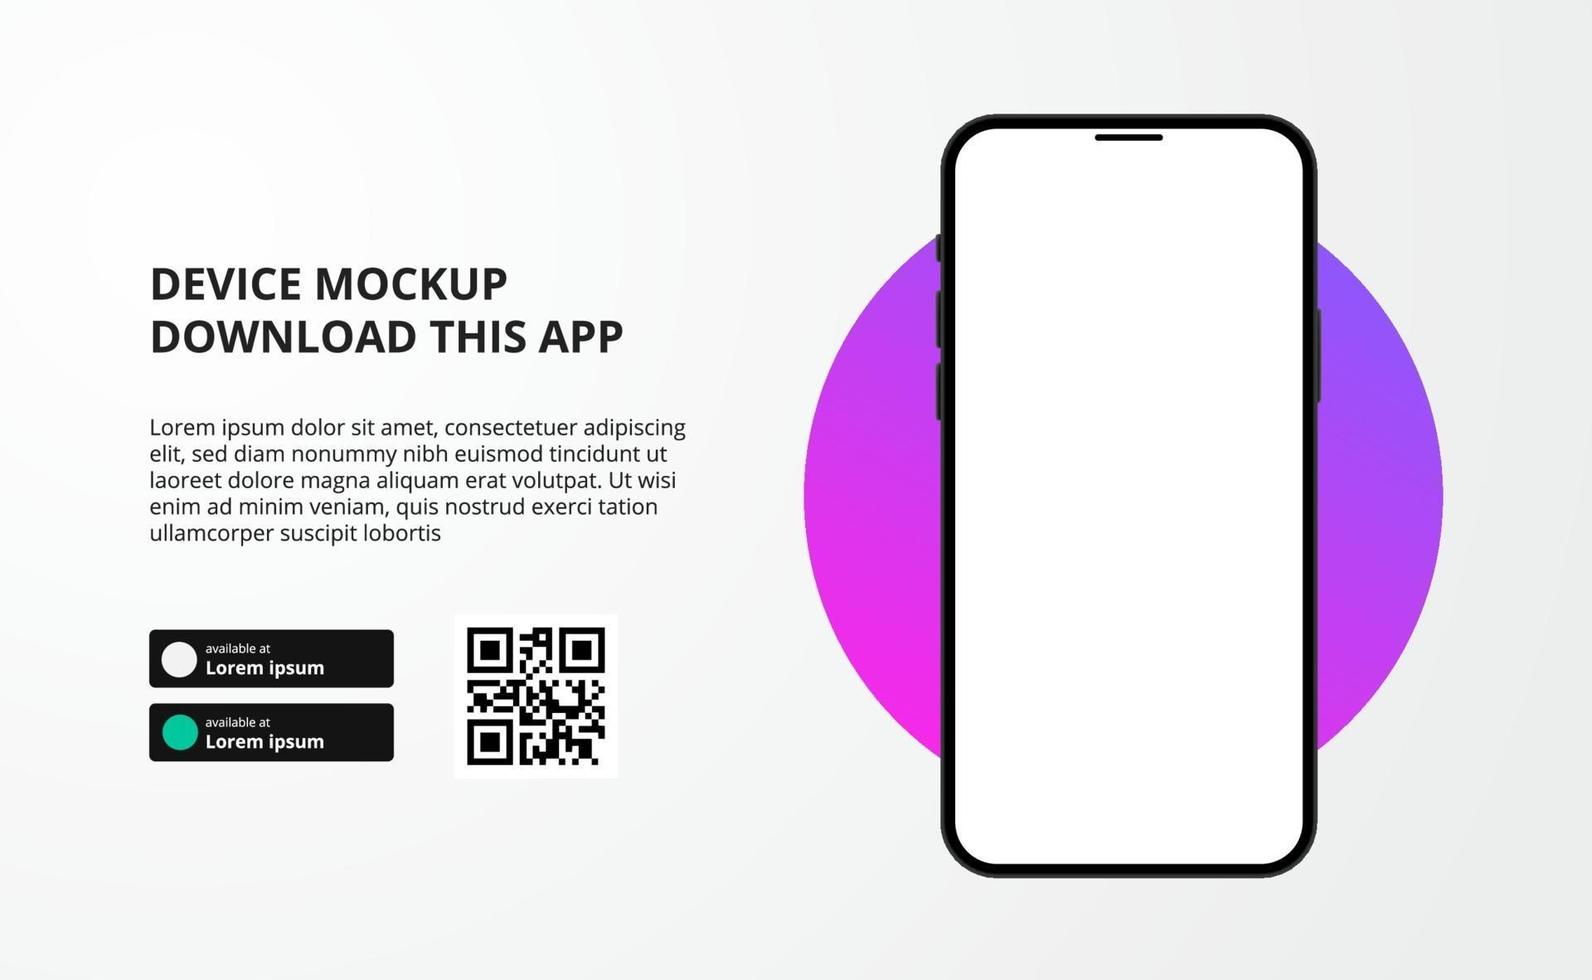 DEVICE MOCKUP
DOWNLOAD THIS APP
Lorem ipsum dolor sit amet, consectetuer adipiscing
elit, sed diam nonummy nibh euismod tincidunt ut
laoreet dolore magna aliquam erat volutpat. Ut wisi
enim ad minim veniam, quis nostrud exerci tation
ullamcorper suscipit lobortis
available at
Lorem ipsum
available at
Lorem ipsum